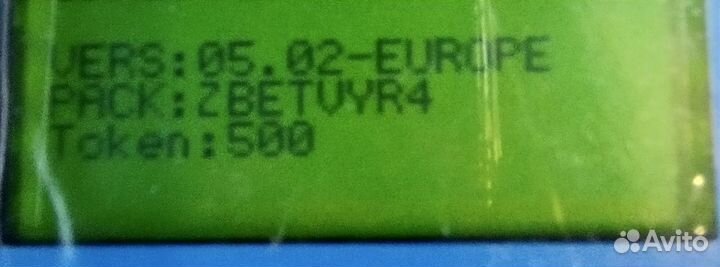 VERS:05.02-EUROPE
PACK:ZBETVYR4
Token:500
Avito